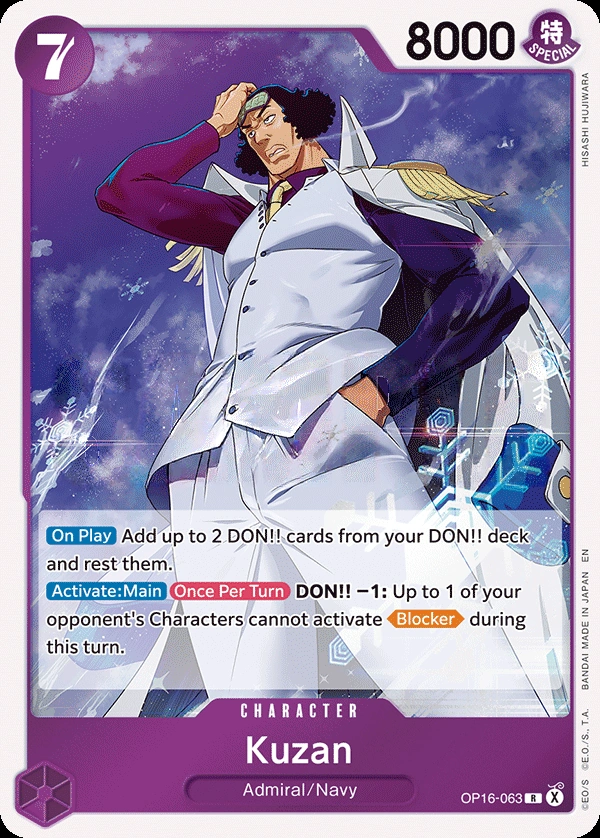 7
8000
特
SPECIAL
HISASHI HUJIWARA
On Play Add up to 2 DON!! cards from your DON!! deck
and rest them.
Activate:Main Once Per Turn DON!! −1: Up to 1 of your
opponent's Characters cannot activate Blocker during
this turn.
CHARACTER
Kuzan
Admiral/Navy
OP16-063 R X
©EO/S ©E.O./S., T.A. BANDAI MADE IN JAPAN EN